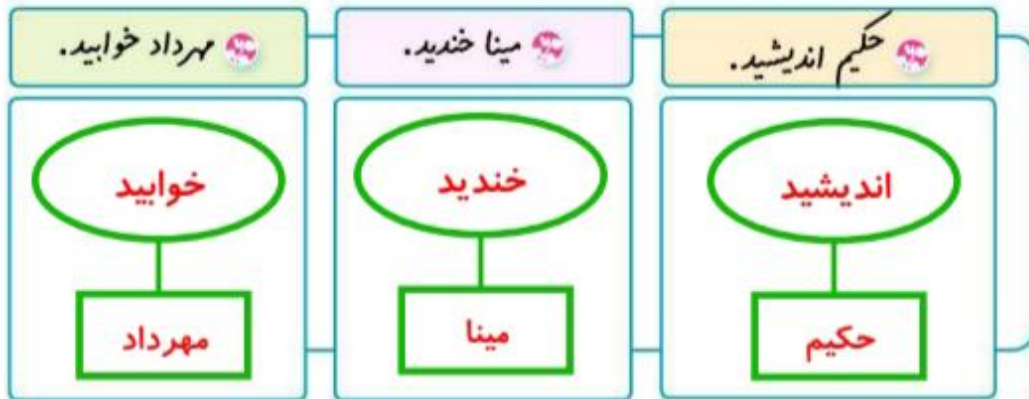 حکیم اندیشید.
مینا خندید.
مهرداد خوابید.
اندیشید
خندید
خوابید
حکیم
مینا
مهرداد